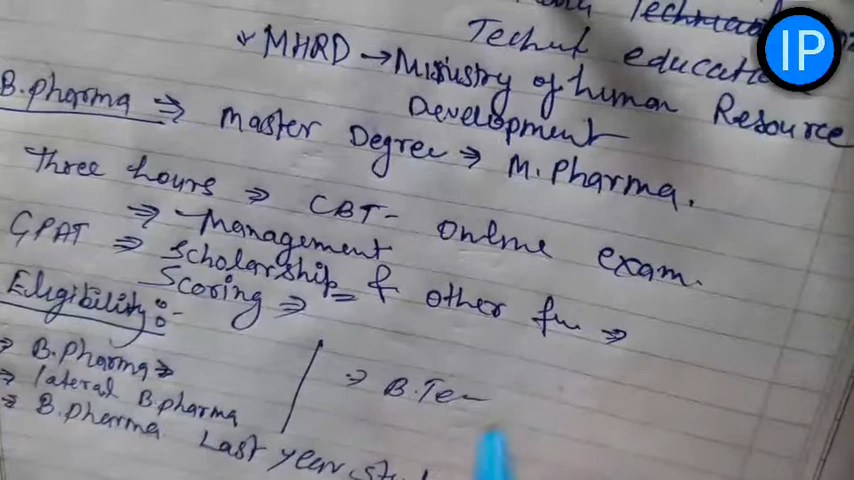 Technical
IP
Techut education
✓ MHRD → Ministry of human Resource
Development
B.pharma ⇒ Master Degree ⇒ M.Pharma.
Three hours ⇒ CBT- online exam.
⇒ Management
GPAT ⇒ Scholarship & other fu ⇒
Scoring ⇒
Eligibility :-
⇒ B.Pharma ⇒
⇒ lateral B.pharma
⇒ B.pharma Last year
⇒ B.Te